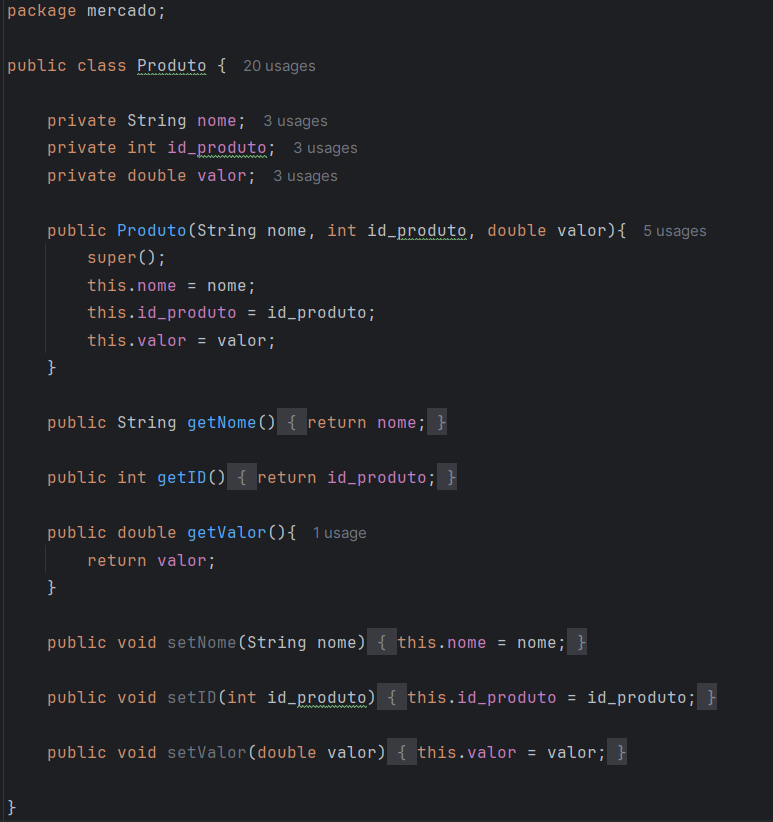 package mercado;
public class Produto { 20 usages
private String nome; 3 usages
private int id_produto; 3 usages
private double valor; 3 usages
public Produto(String nome, int id_produto, double valor){ 5 usages
super();
this.nome = nome;
this.id_produto = id_produto;
this.valor = valor;
}
public String getNome() { return nome; }
public int getID() { return id_produto; }
public double getValor(){ 1 usage
return valor;
}
public void setNome(String nome) { this.nome = nome; }
public void setID(int id_produto) { this.id_produto = id_produto; }
public void setValor(double valor) { this.valor = valor; }
}